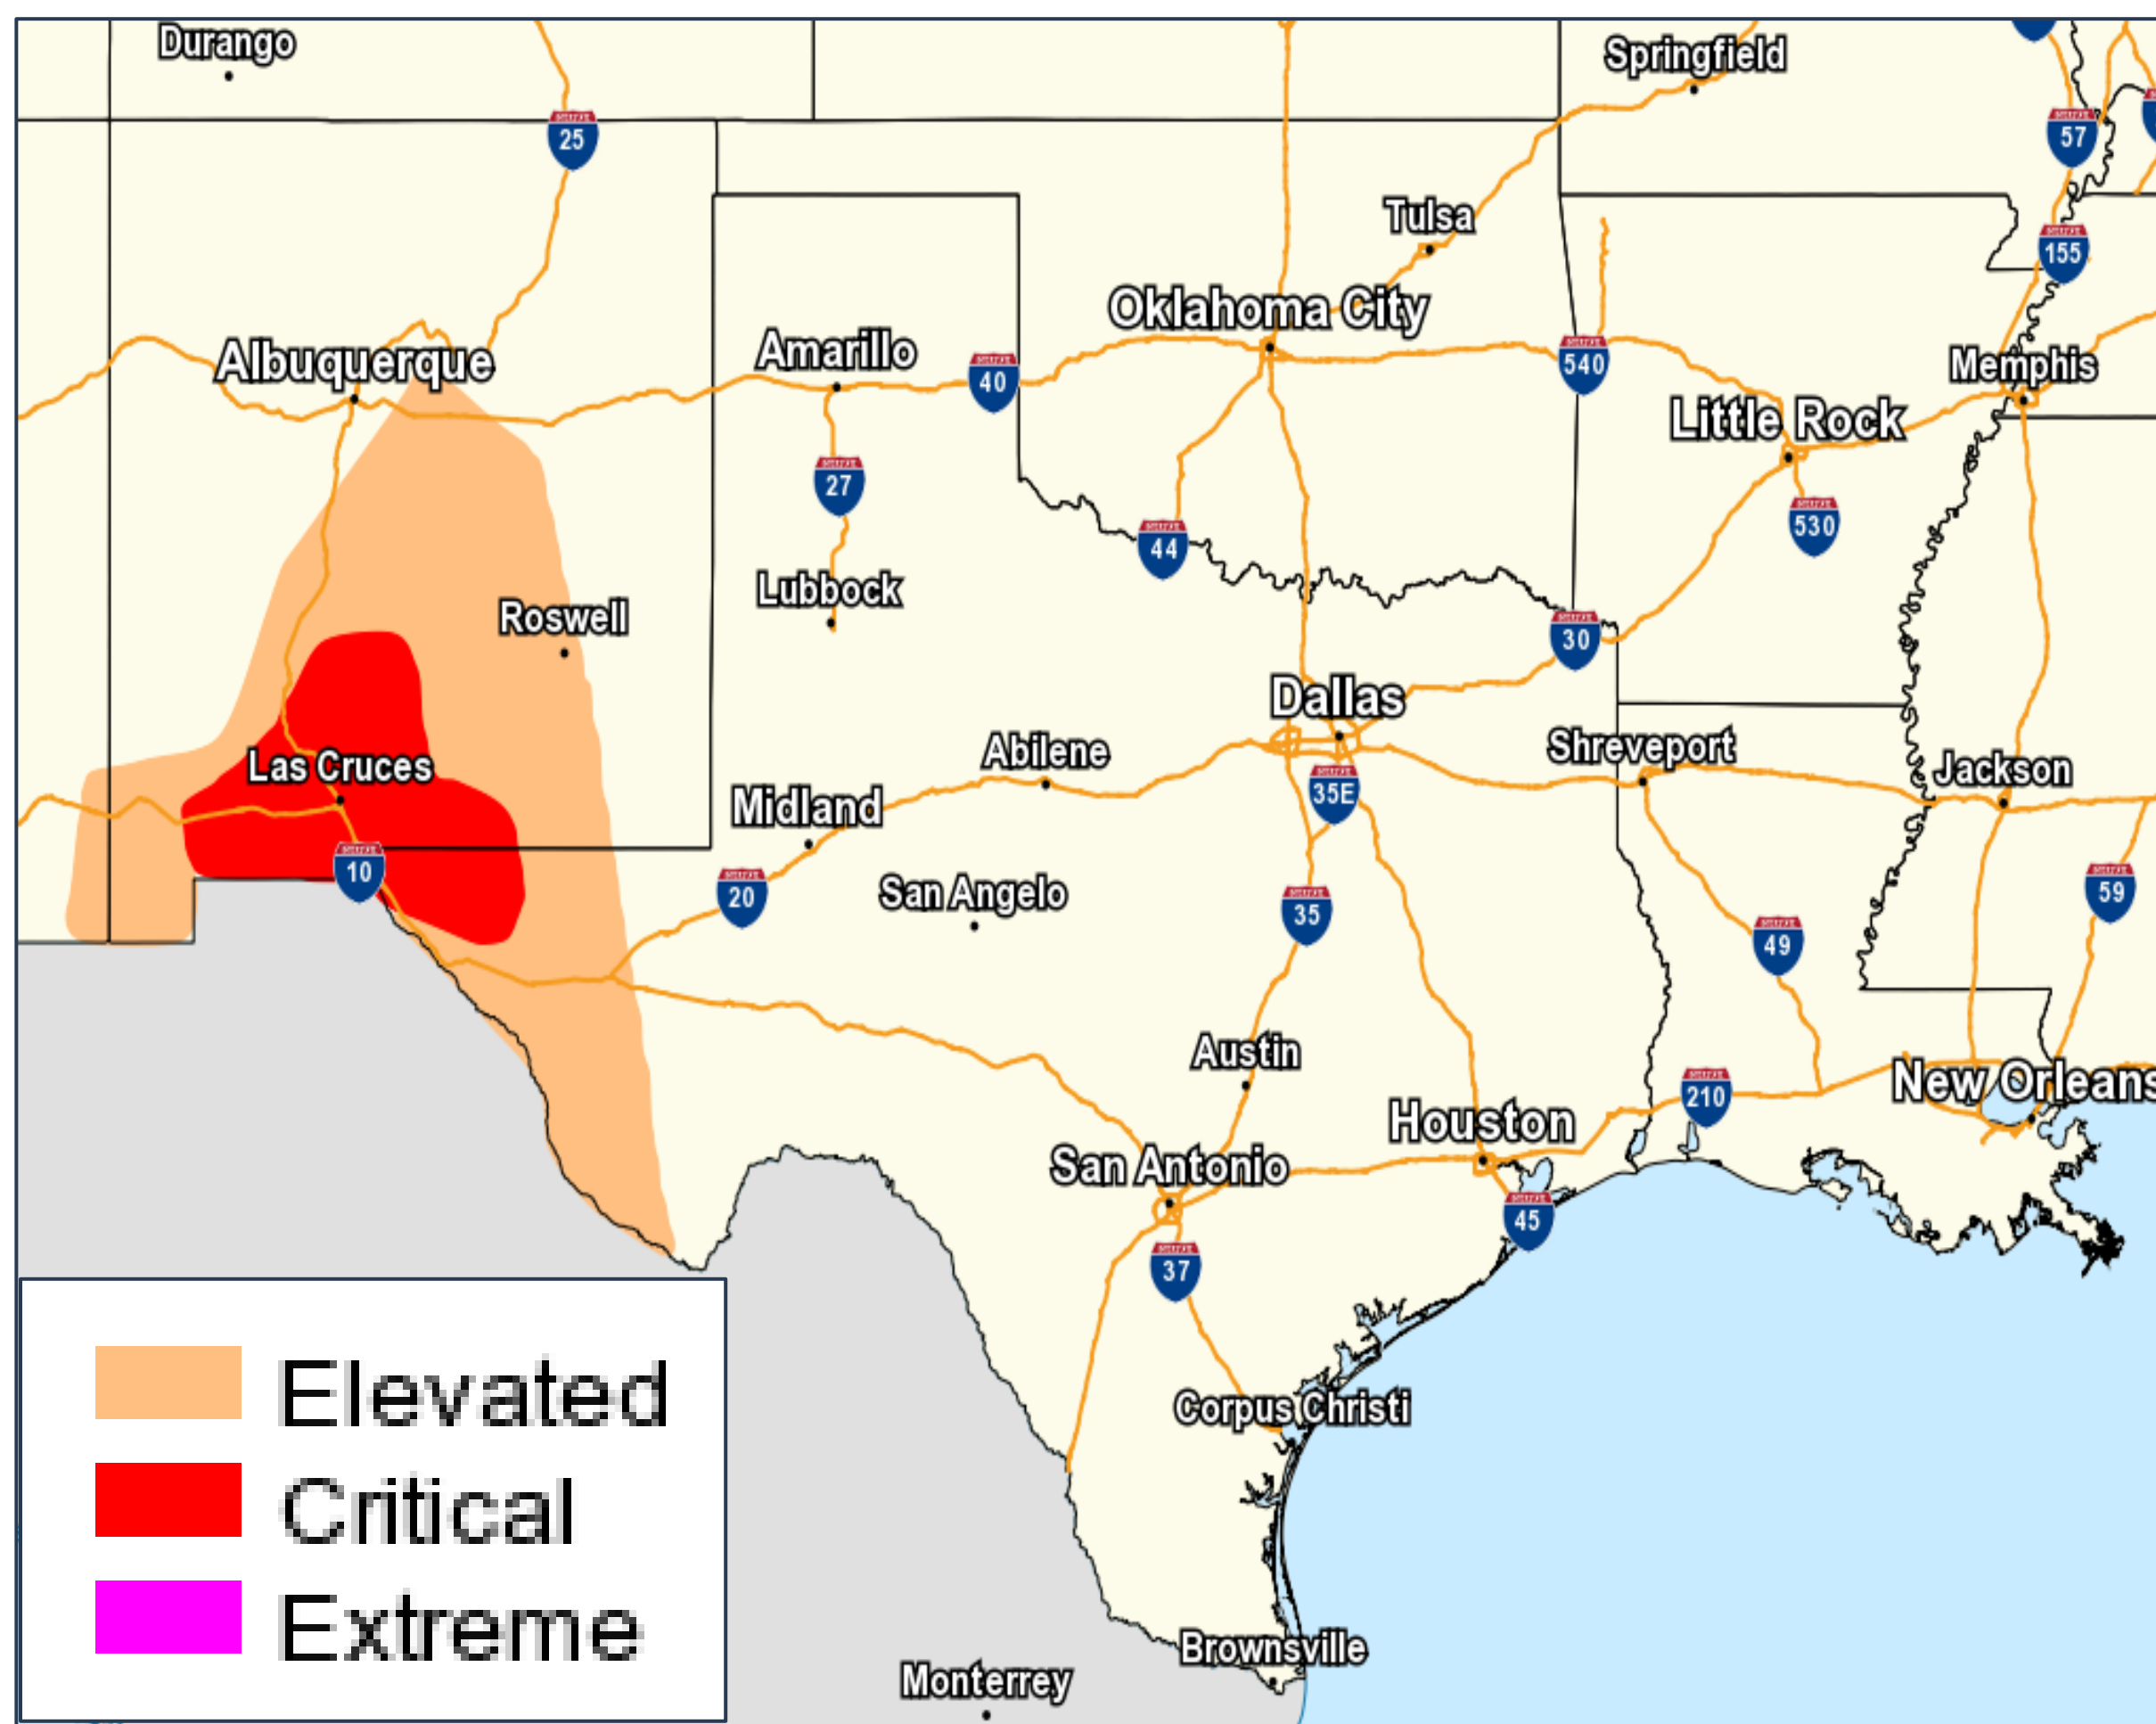 Durango
Springfield
25
57
Tulsa
155
Oklahoma City
Albuquerque
Amarillo
40
540
Memphis
Little Rock
27
530
44
Lubbock
Roswell
30
Dallas
Shreveport
Las Cruces
Abilene
Jackson
Midland
35E
10
20
San Angelo
35
59
49
Austin
New Orleans
210
Houston
San Antonio
45
37
Corpus Christi
Elevated
Critical
Extreme
Brownsville
Monterrey